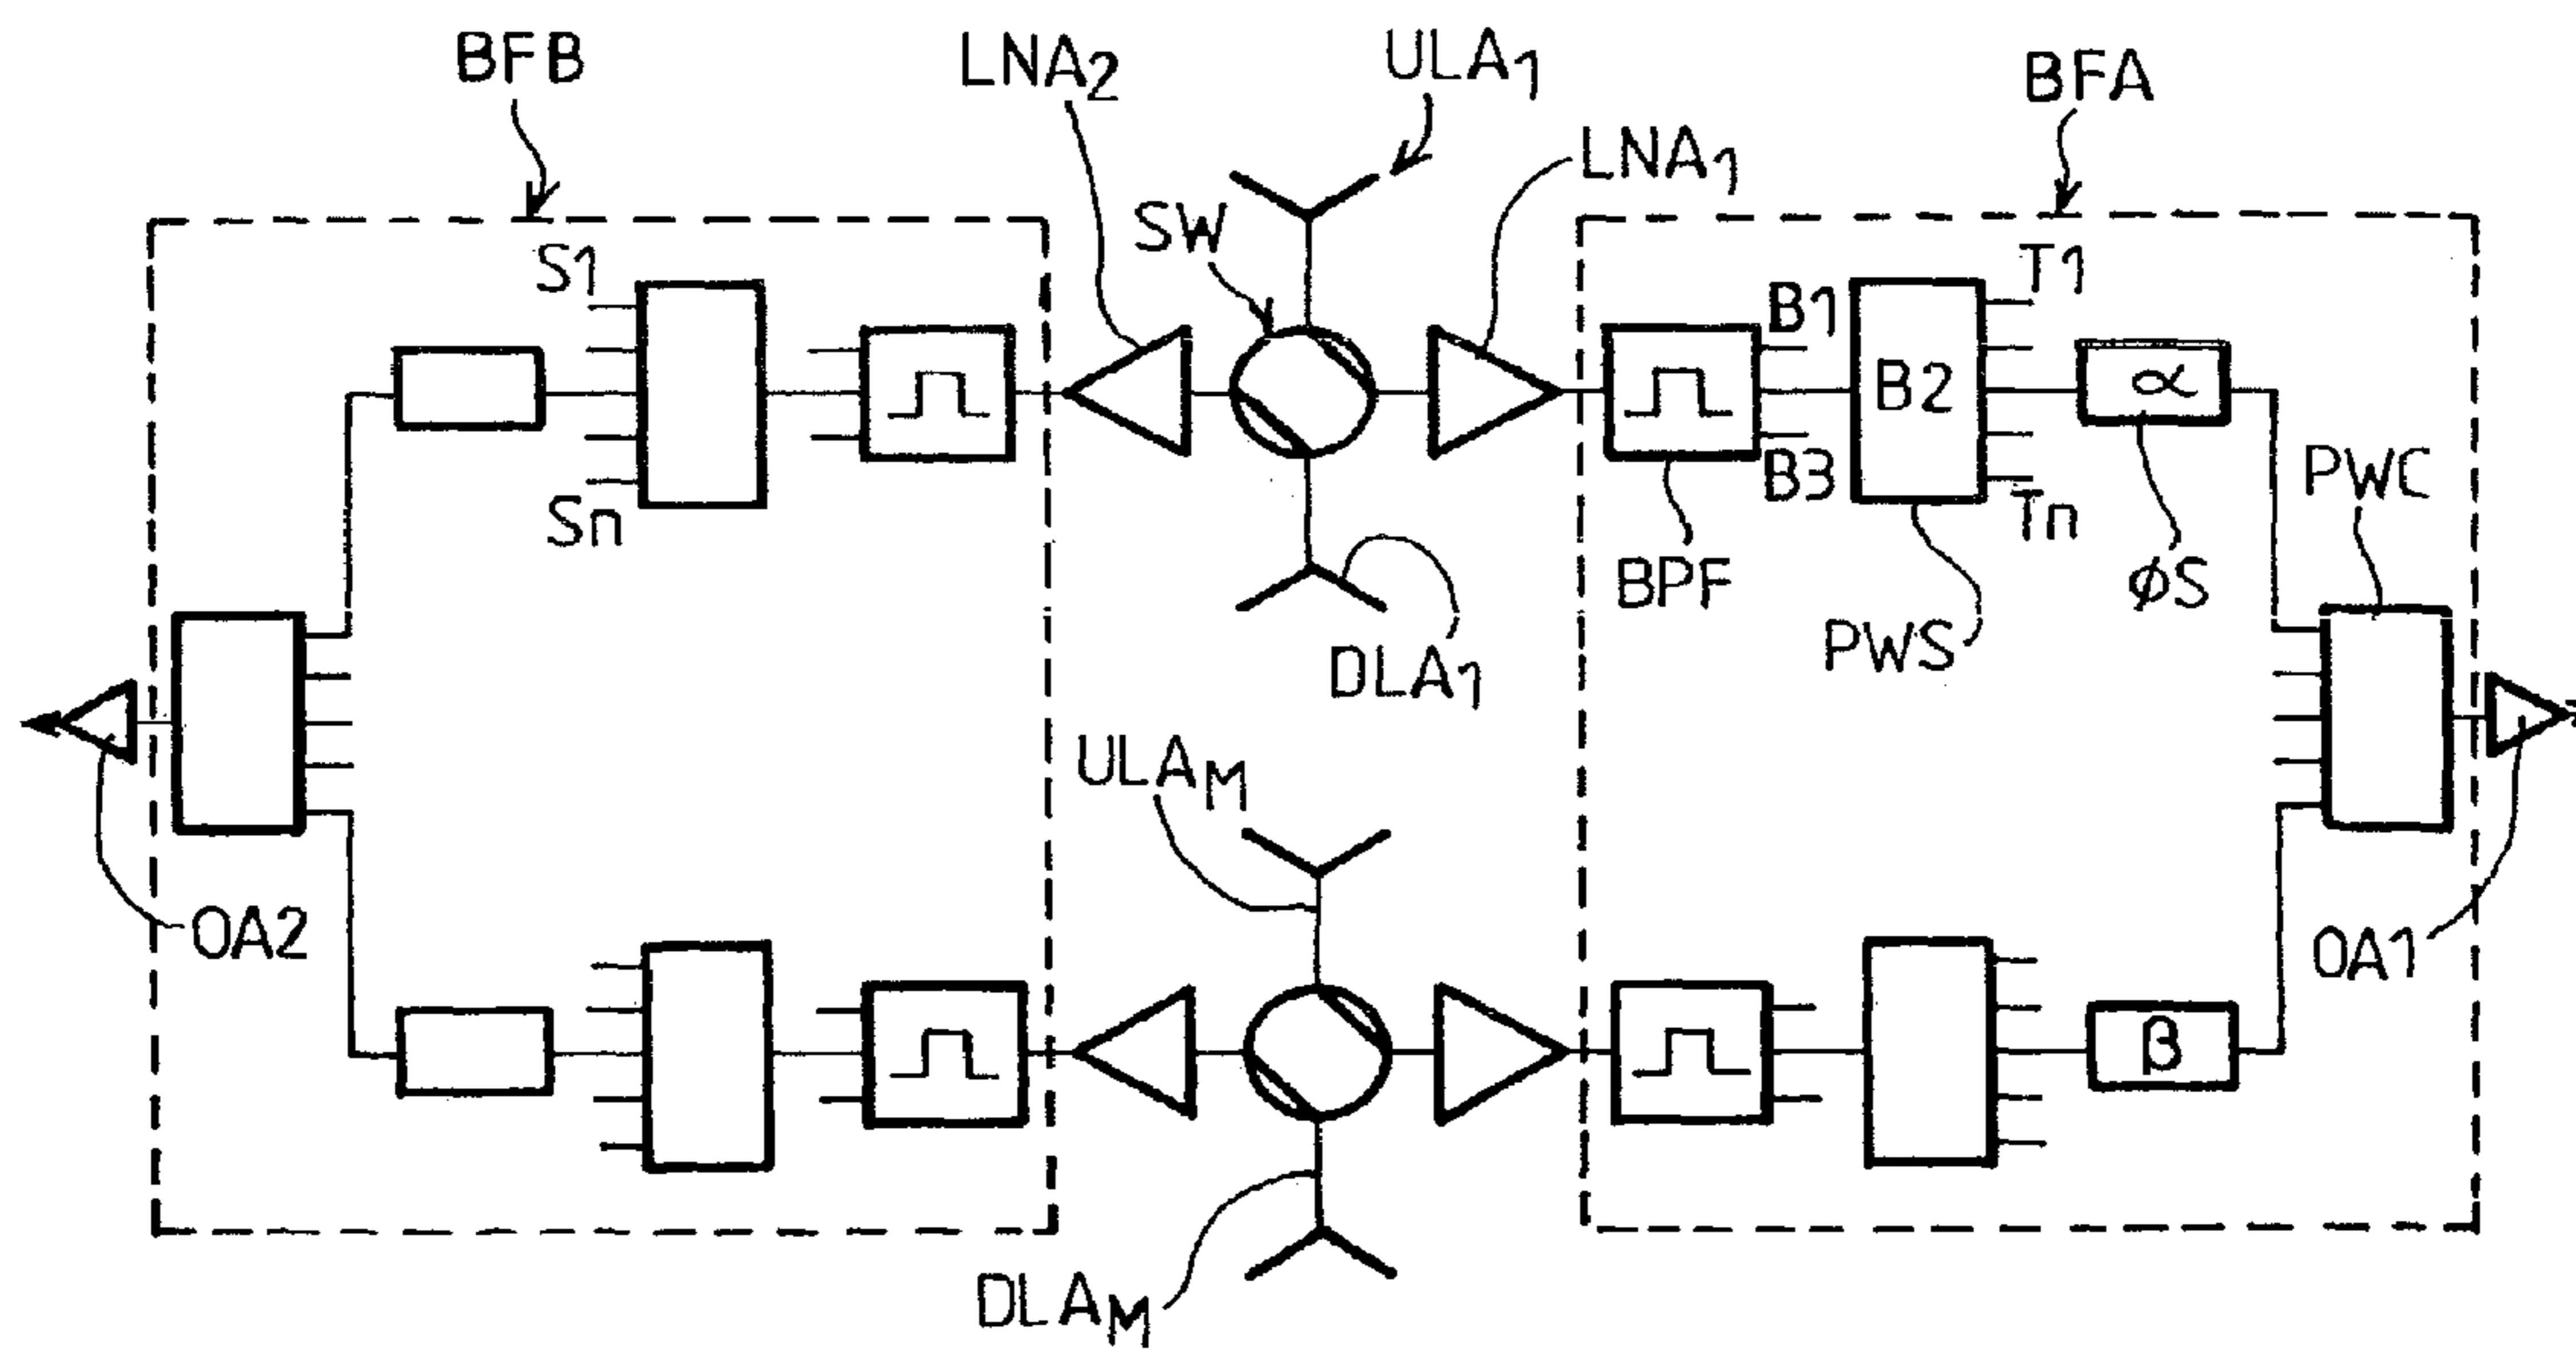 BFB
LNA2
ULA1
BFA
LNA1
SW
S1
T1
B1
B2
α
Sn
B3
Tn
PWC
BPF
φS
PWS
DLA1
ULAM
OA2
OA1
β
DLAM